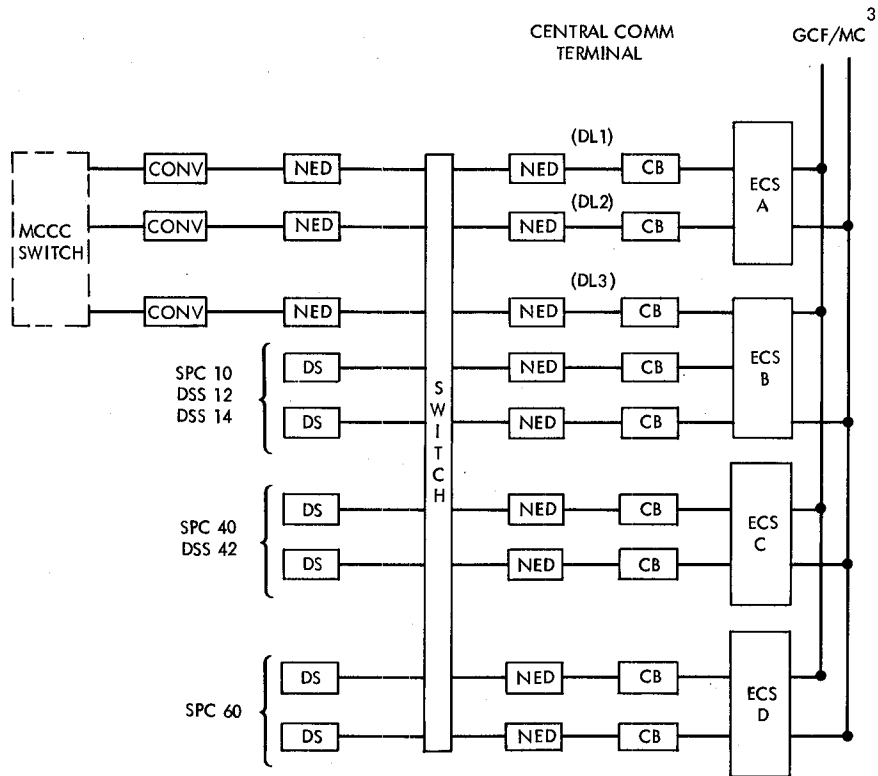 CENTRAL COMM
TERMINAL
GCF/MC 3
(DL1)
CONV NED NED CB
ECS
A
MCCC
SWITCH
(DL2)
CONV NED NED CB
(DL3)
CONV NED NED CB
ECS
B
SPC 10
DSS 12
DSS 14
DS NED CB
DS NED CB
SWITCH
SPC 40
DSS 42
DS NED CB
DS NED CB
ECS
C
SPC 60
DS NED CB
DS NED CB
ECS
D